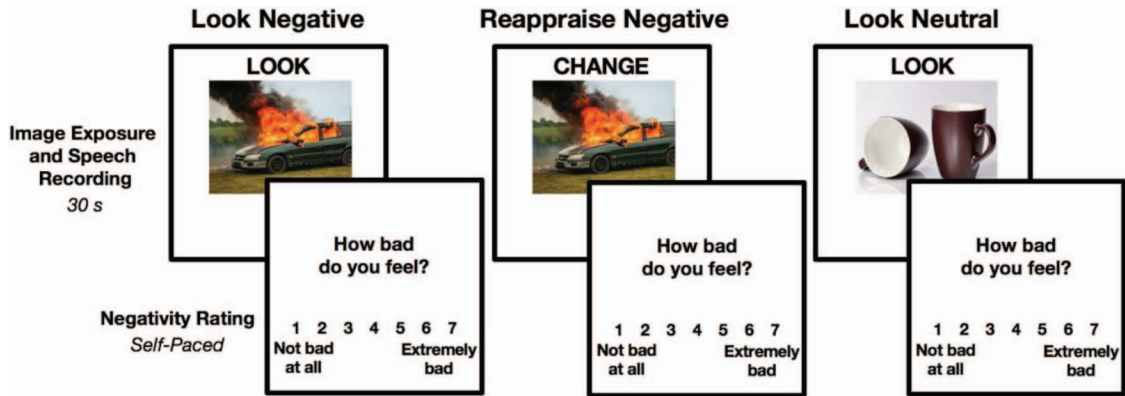 Look Negative
Reappraise Negative
Look Neutral
LOOK
CHANGE
LOOK
Image Exposure
and Speech
Recording
30 s
How bad
do you feel?
How bad
do you feel?
How bad
do you feel?
Negativity Rating
Self-Paced
1 2 3 4 5 6 7
Not bad
at all
Extremely
bad
1 2 3 4 5 6 7
Not bad
at all
Extremely
bad
1 2 3 4 5 6 7
Not bad
at all
Extremely
bad